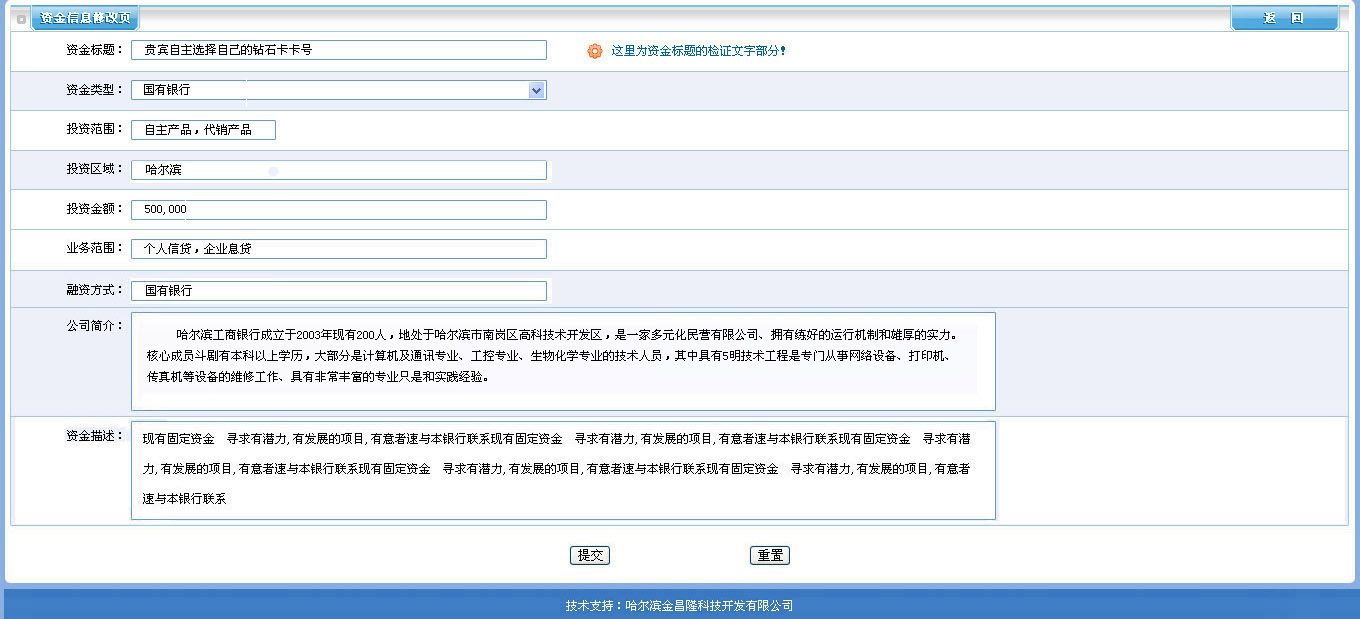 资金信息修改页 返 回
资金标题： 贵宾自主选择自己的钻石卡卡号 这里为资金标题的检证文字部分!
资金类型： 国有银行
投资范围： 自主产品，代销产品
投资区域： 哈尔滨
投资金额： 500,000
业务范围： 个人信贷，企业息贷
融资方式： 国有银行
公司简介： 哈尔滨工商银行成立于2003年现有200人，地处于哈尔滨市南岗区高科技术开发区，是一家多元化民营有限公司、拥有练好的运行机制和雄厚的实力。
核心成员斗剧有本科以上学历，大部分是计算机及通讯专业、工控专业、生物化学专业的技术人员，其中具有5明技术工程是专门从事网络设备、打印机、
传真机等设备的维修工作、具有非常丰富的专业只是和实践经验。
资金描述： 现有固定资金 寻求有潜力,有发展的项目,有意者速与本银行联系现有固定资金 寻求有潜力,有发展的项目,有意者速与本银行联系现有固定资金 寻求有潜
力,有发展的项目,有意者速与本银行联系现有固定资金 寻求有潜力,有发展的项目,有意者速与本银行联系现有固定资金 寻求有潜力,有发展的项目,有意者
速与本银行联系
提交 重置
技术支持：哈尔滨金昌隆科技开发有限公司